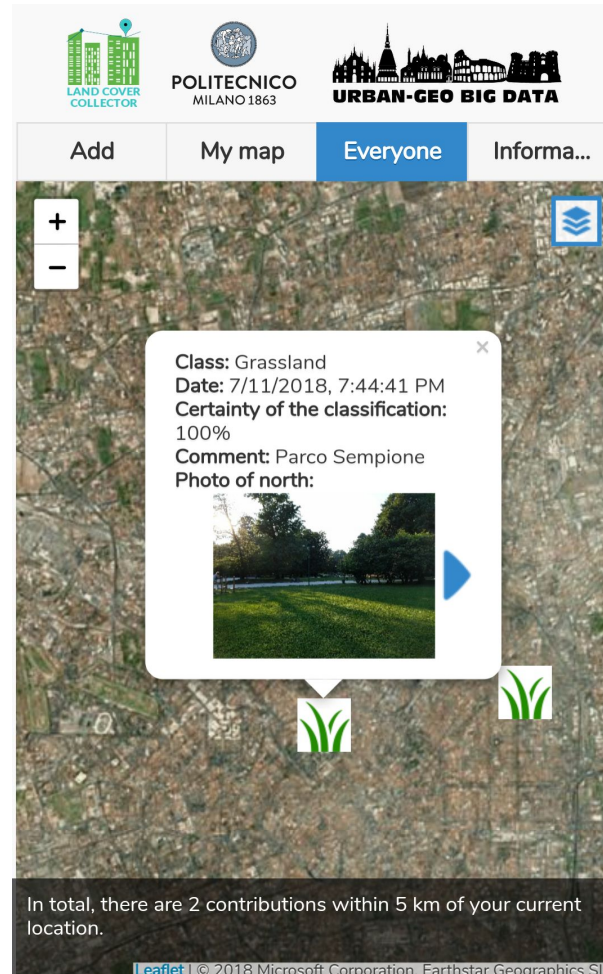 LAND COVER
COLLECTOR
POLITECNICO
MILANO 1863
URBAN-GEO BIG DATA
Add
My map
Everyone
Informa...
+
−
×
Class: Grassland
Date: 7/11/2018, 7:44:41 PM
Certainty of the classification:
100%
Comment: Parco Sempione
Photo of north:
In total, there are 2 contributions within 5 km of your current
location.
Leaflet | © 2018 Microsoft Corporation, Earthstar Geographics